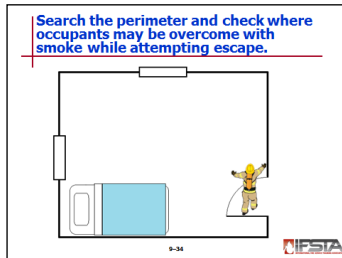 Search the perimeter and check where
occupants may be overcome with
smoke while attempting escape.
9–34
IFSTA